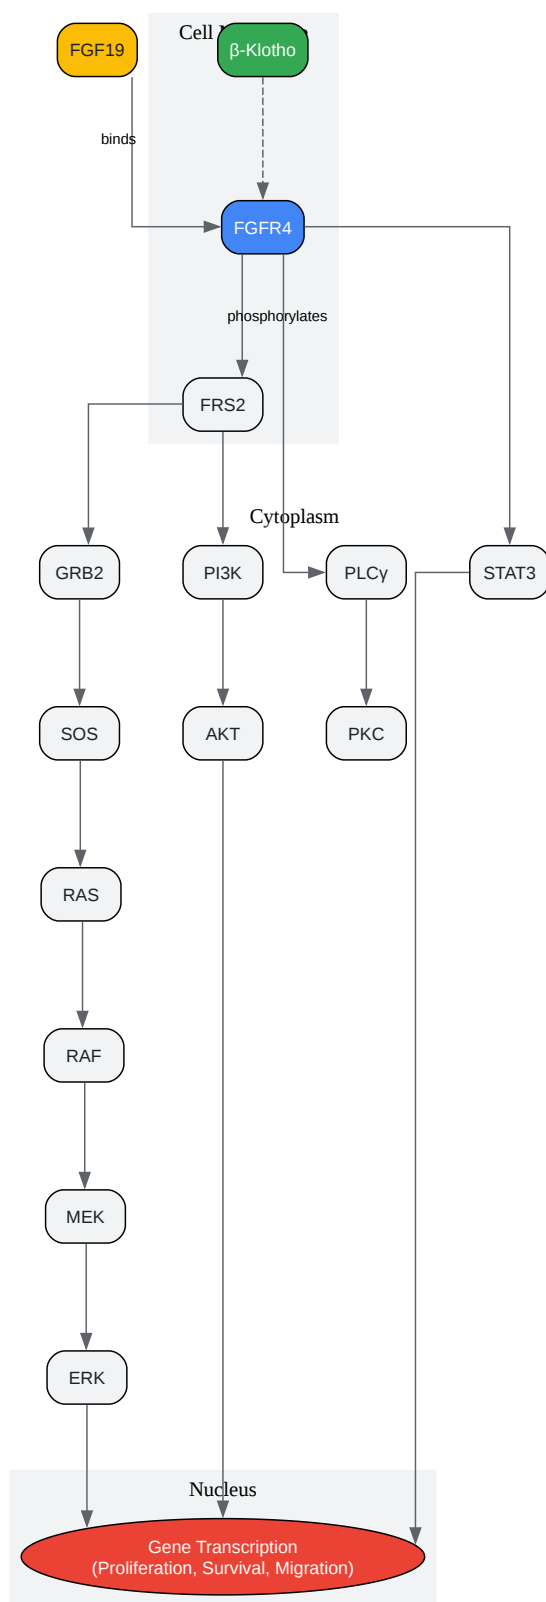 Cell
FGF19
β-Klotho
binds
FGFR4
phosphorylates
FRS2
Cytoplasm
GRB2
PI3K
PLCγ
STAT3
SOS
AKT
PKC
RAS
RAF
MEK
ERK
Nucleus
Gene Transcription
(Proliferation, Survival, Migration)